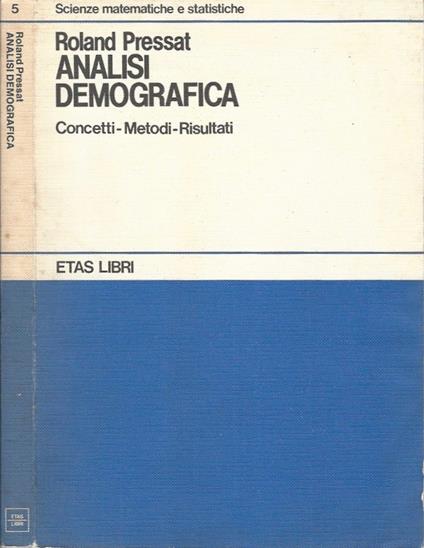 5
Roland Pressat
ANALISI DEMOGRAFICA
ETAS
LIBRI
Scienze matematiche e statistiche
Roland Pressat
ANALISI
DEMOGRAFICA
Concetti-Metodi-Risultati
ETAS LIBRI